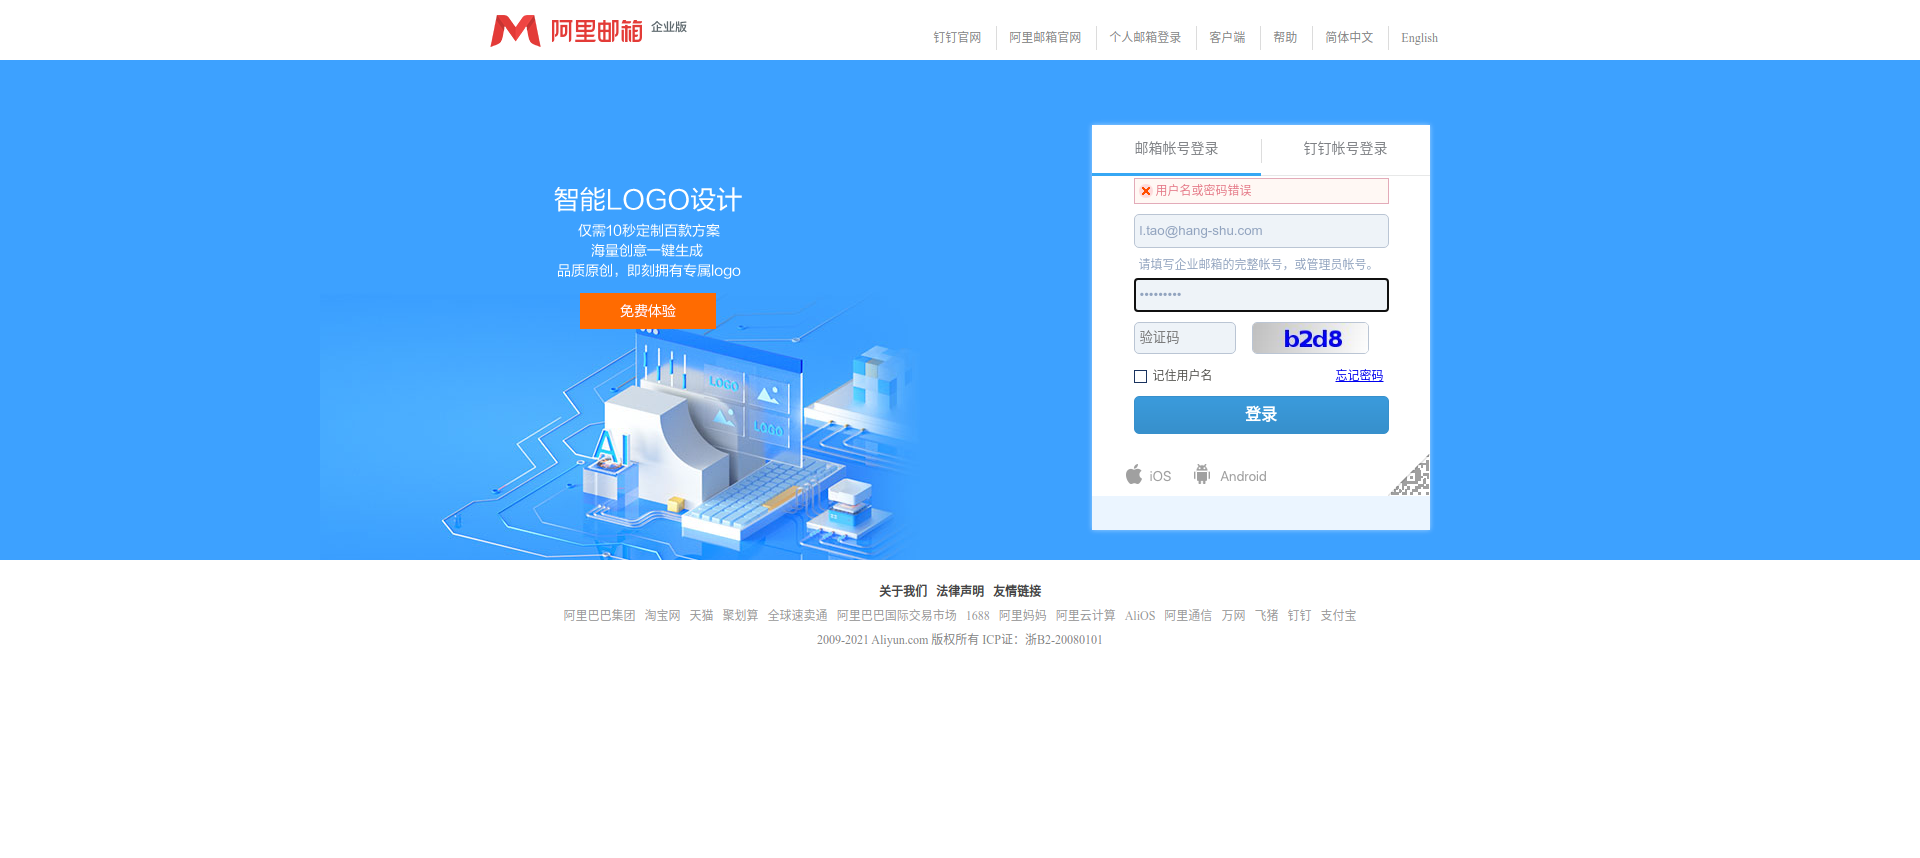 阿里邮箱 企业版
钉钉官网 阿里邮箱官网 个人邮箱登录 客户端 帮助 简体中文 English
智能LOGO设计
仅需10秒定制百款方案
海量创意一键生成
品质原创，即刻拥有专属logo
免费体验
LOGO
LOGO
AI
邮箱帐号登录 钉钉帐号登录
用户名或密码错误
l.tao@hang-shu.com
请填写企业邮箱的完整帐号，或管理员帐号。
•••••••••
验证码 b2d8
记住用户名 忘记密码
登录
iOS Android
关于我们 法律声明 友情链接
阿里巴巴集团 淘宝网 天猫 聚划算 全球速卖通 阿里巴巴国际交易市场 1688 阿里妈妈 阿里云计算 AliOS 阿里通信 万网 飞猪 钉钉 支付宝
2009-2021 Aliyun.com 版权所有 ICP证：浙B2-20080101